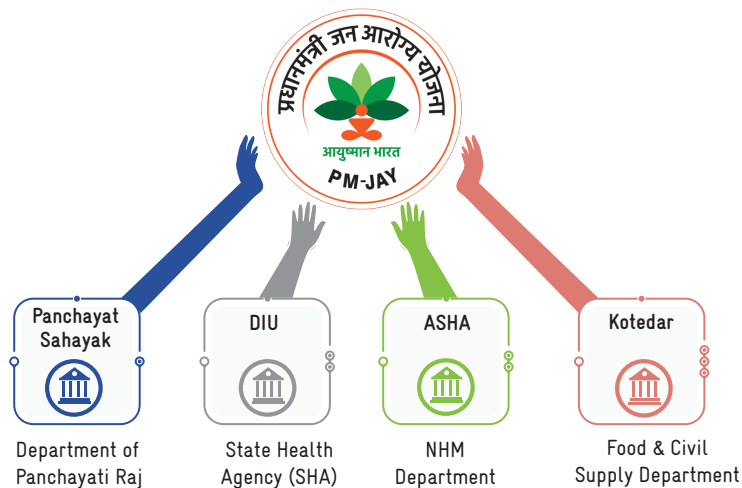 प्रधानमंत्री जन आरोग्य योजना
आयुष्मान भारत
PM-JAY
Panchayat
Sahayak
DIU
ASHA
Kotedar
Department of
Panchayati Raj
State Health
Agency (SHA)
NHM
Department
Food & Civil
Supply Department